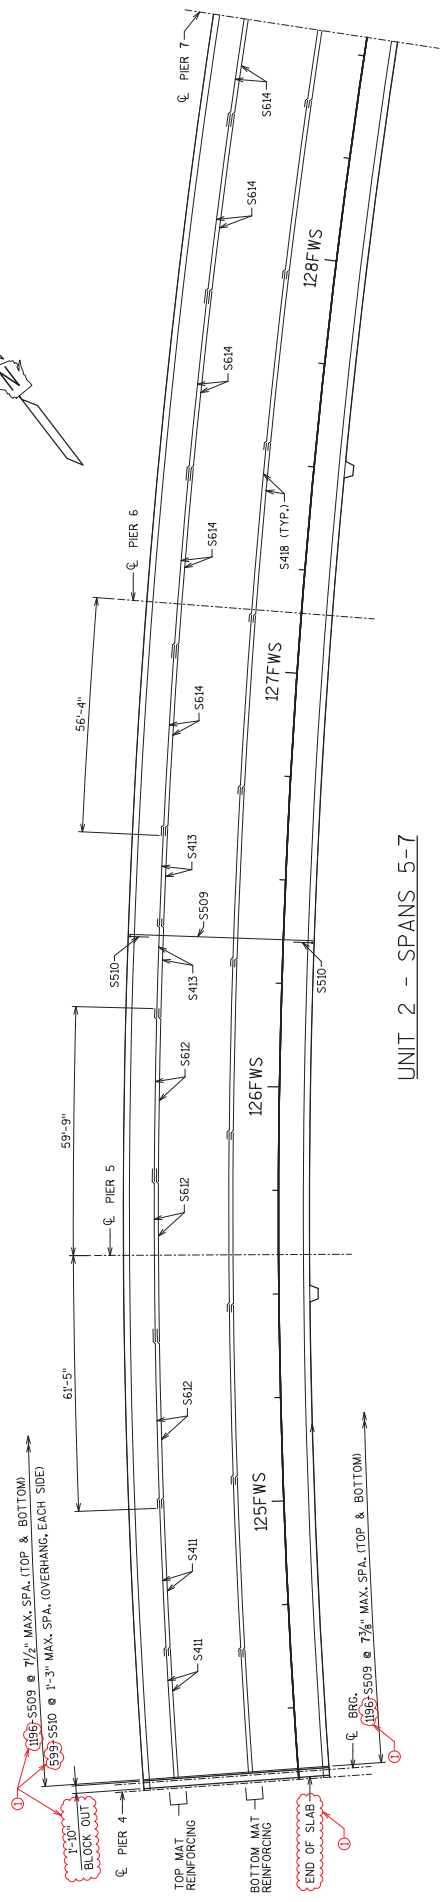 ℄ PIER 7
N
S614
S614
128FWS
S614
S418 (TYP.)
S614
℄ PIER 6
56'-4"
127FWS
S614
S413
S509
S510
S510
S413
UNIT 2 - SPANS 5-7
59'-9"
S612
126FWS
℄ PIER 5
S612
61'-5"
S612
125FWS
S411
S411
1196-S509 @ 7 1/2" MAX. SPA. (TOP & BOTTOM)
599-S510 @ 1'-3" MAX. SPA. (OVERHANG, EACH SIDE)
1196-S509 @ 7 3/8" MAX. SPA. (TOP & BOTTOM)
℄ BRG.
1
1
1'-10"
BLOCK OUT
℄ PIER 4
TOP MAT
REINFORCING
BOTTOM MAT
REINFORCING
END OF SLAB
1